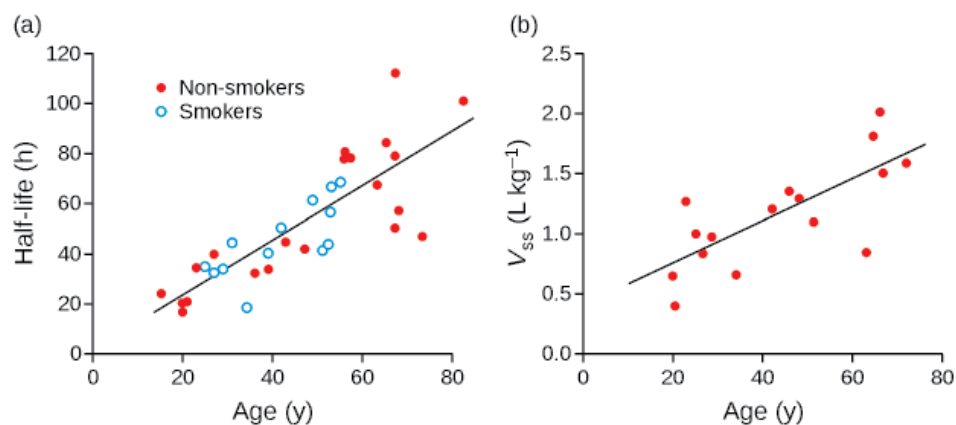 (a)
120
100
80
60
40
20
0
Half-life (h)
Non-smokers
Smokers
0 20 40 60 80
Age (y)
(b)
2.5
2.0
1.5
1.0
0.5
0.0
Vss (L kg−1)
0 20 40 60 80
Age (y)